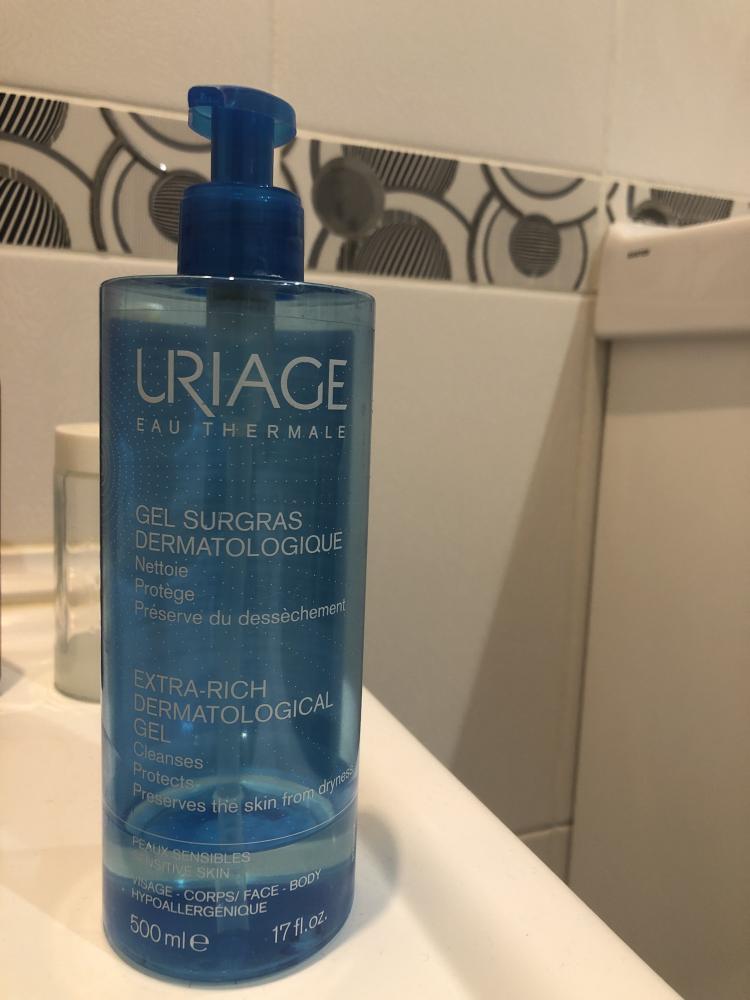 URIAGE
EAU THERMALE
GEL SURGRAS
DERMATOLOGIQUE
Nettoie
Protège
Préserve du dessèchement
EXTRA-RICH
DERMATOLOGICAL
GEL
Cleanses
Protects
Preserves the skin from dryness
PEAUX SENSIBLES
SENSITIVE SKIN
VISAGE - CORPS/ FACE - BODY
HYPOALLERGÉNIQUE
500 ml e 17 fl.oz.